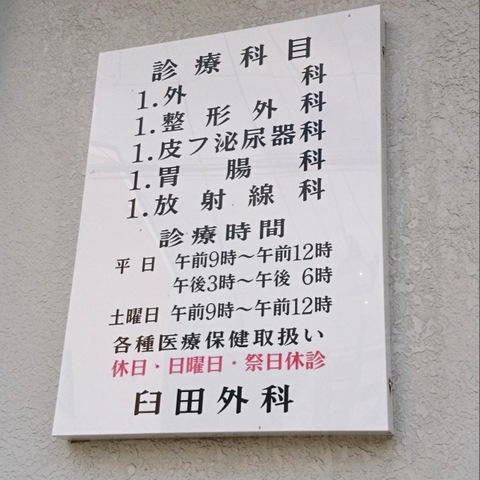 診療科目
1.外科
1.整形外科
1.皮フ泌尿器科
1.胃腸科
1.放射線科
診療時間
平日 午前9時〜午前12時
午後3時〜午後 6時
土曜日 午前9時〜午前12時
各種医療保健取扱い
休日・日曜日・祭日休診
臼田外科